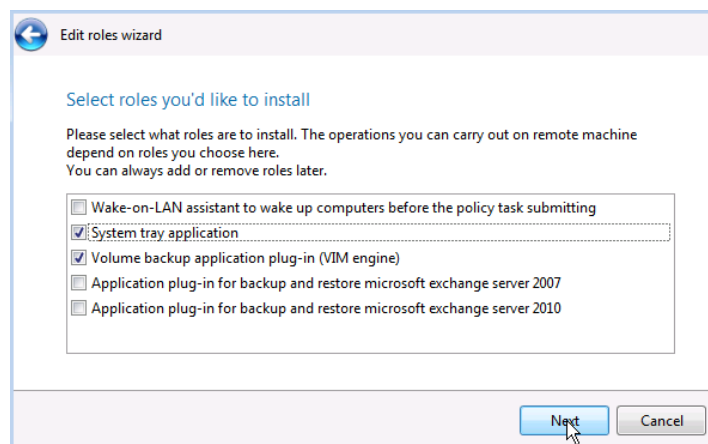 Edit roles wizard
Select roles you'd like to install
Please select what roles are to install. The operations you can carry out on remote machine
depend on roles you choose here.
You can always add or remove roles later.
Wake-on-LAN assistant to wake up computers before the policy task submitting
System tray application
Volume backup application plug-in (VIM engine)
Application plug-in for backup and restore microsoft exchange server 2007
Application plug-in for backup and restore microsoft exchange server 2010
Next
Cancel